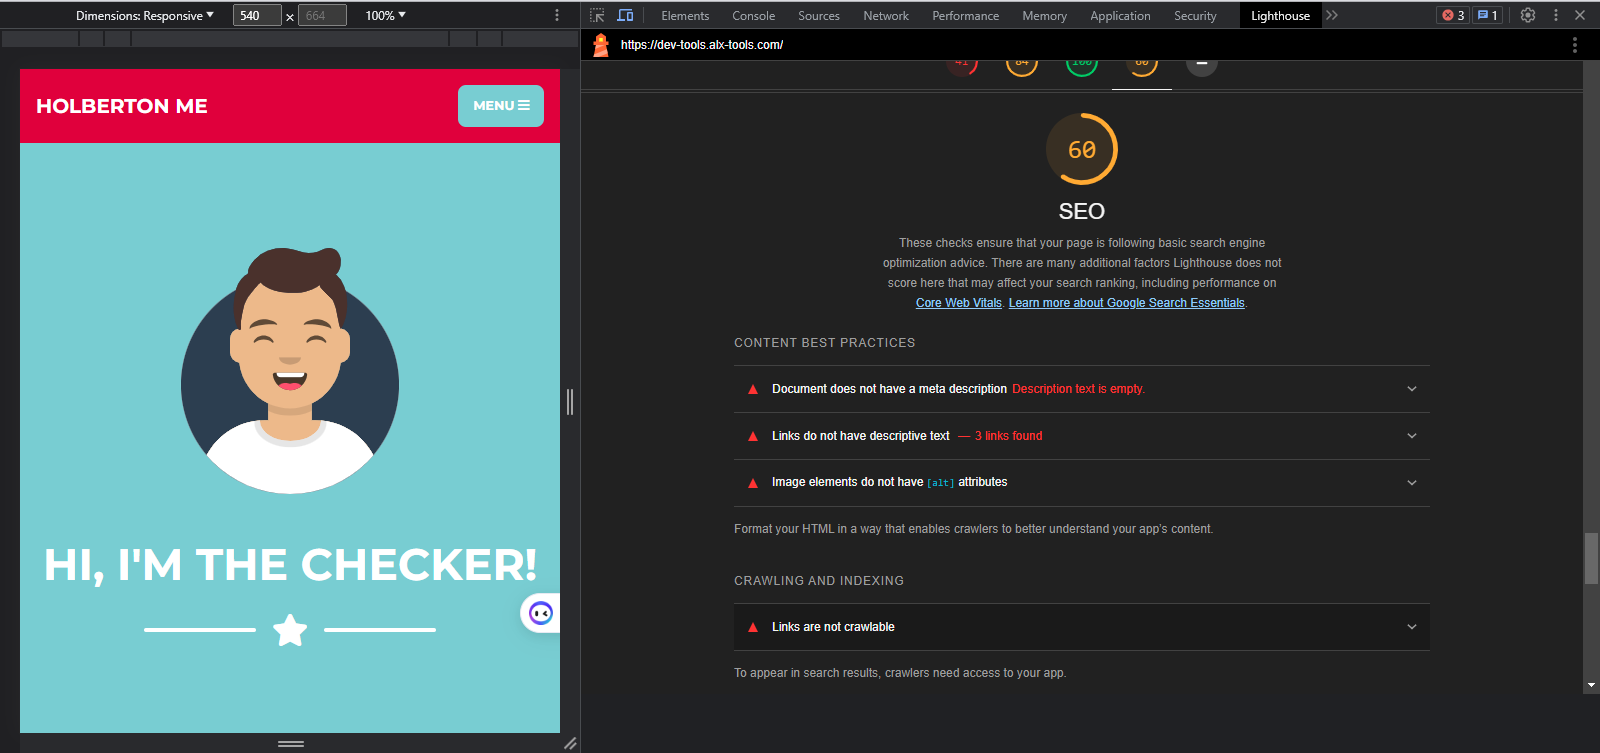 Dimensions: Responsive ▼ 540 × 664 100% ▼
Elements Console Sources Network Performance Memory Application Security Lighthouse 3 1
https://dev-tools.alx-tools.com/
HOLBERTON ME
MENU
HI, I'M THE CHECKER!
41 84 100 60
60
SEO
These checks ensure that your page is following basic search engine
optimization advice. There are many additional factors Lighthouse does not
score here that may affect your search ranking, including performance on
Core Web Vitals. Learn more about Google Search Essentials.
CONTENT BEST PRACTICES
Document does not have a meta description Description text is empty.
Links do not have descriptive text — 3 links found
Image elements do not have [alt] attributes
Format your HTML in a way that enables crawlers to better understand your app's content.
CRAWLING AND INDEXING
Links are not crawlable
To appear in search results, crawlers need access to your app.